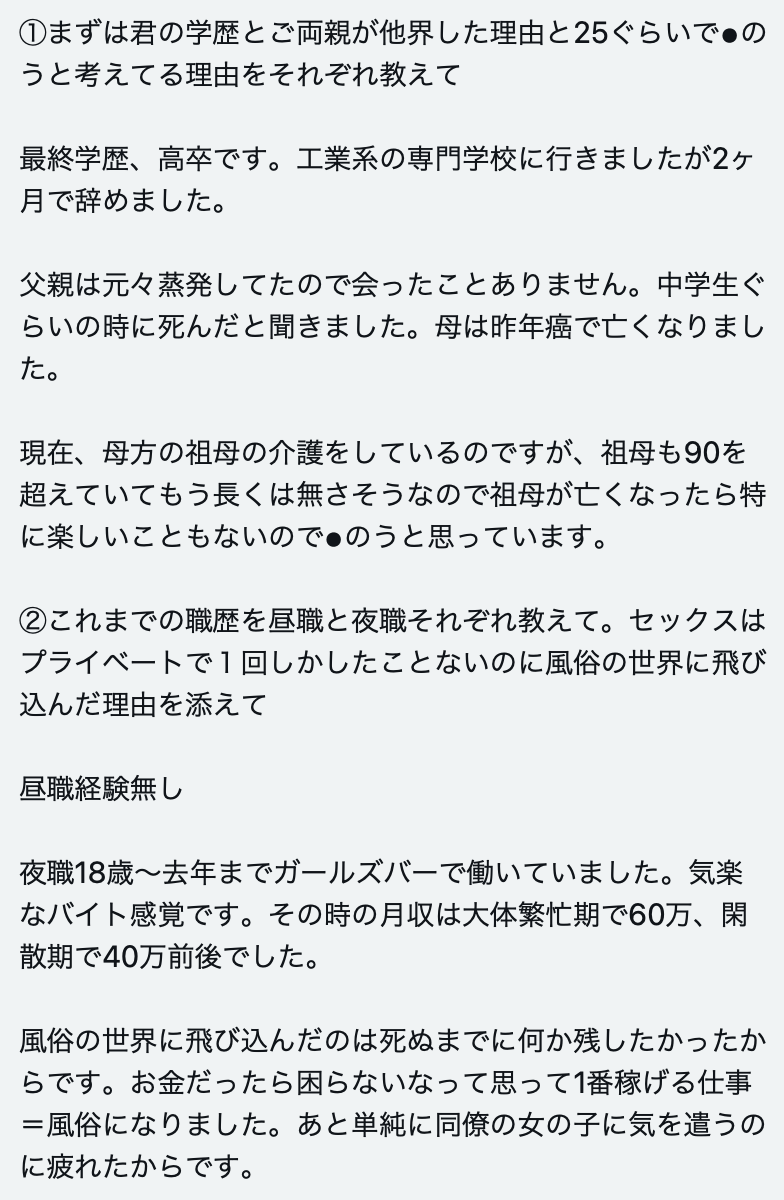 ①まずは君の学歴とご両親が他界した理由と25ぐらいで●の
うと考えてる理由をそれぞれ教えて
最終学歴、高卒です。工業系の専門学校に行きましたが2ヶ
月で辞めました。
父親は元々蒸発してたので会ったことありません。中学生ぐ
らいの時に死んだと聞きました。母は昨年癌で亡くなりまし
た。
現在、母方の祖母の介護をしているのですが、祖母も90を
超えていてもう長くは無さそうなので祖母が亡くなったら特
に楽しいこともないので●のうと思っています。
②これまでの職歴を昼職と夜職それぞれ教えて。セックスは
プライベートで１回しかしたことないのに風俗の世界に飛び
込んだ理由を添えて
昼職経験無し
夜職18歳〜去年までガールズバーで働いていました。気楽
なバイト感覚です。その時の月収は大体繁忙期で60万、閑
散期で40万前後でした。
風俗の世界に飛び込んだのは死ぬまでに何か残したかったか
らです。お金だったら困らないなって思って1番稼げる仕事
＝風俗になりました。あと単純に同僚の女の子に気を遣うの
に疲れたからです。